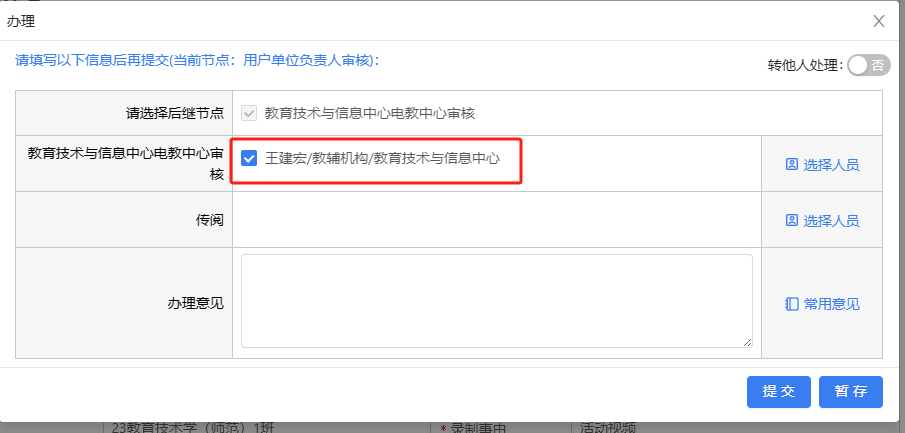 办理
请填写以下信息后再提交(当前节点：用户单位负责人审核)：
转他人处理：
否
请选择后继节点
教育技术与信息中心电教中心审核
教育技术与信息中心电教中心审
核
王建宏/教辅机构/教育技术与信息中心
选择人员
传阅
选择人员
办理意见
常用意见
提交
暂存
23教育技术学（师范）1班
* 录制事由
活动视频